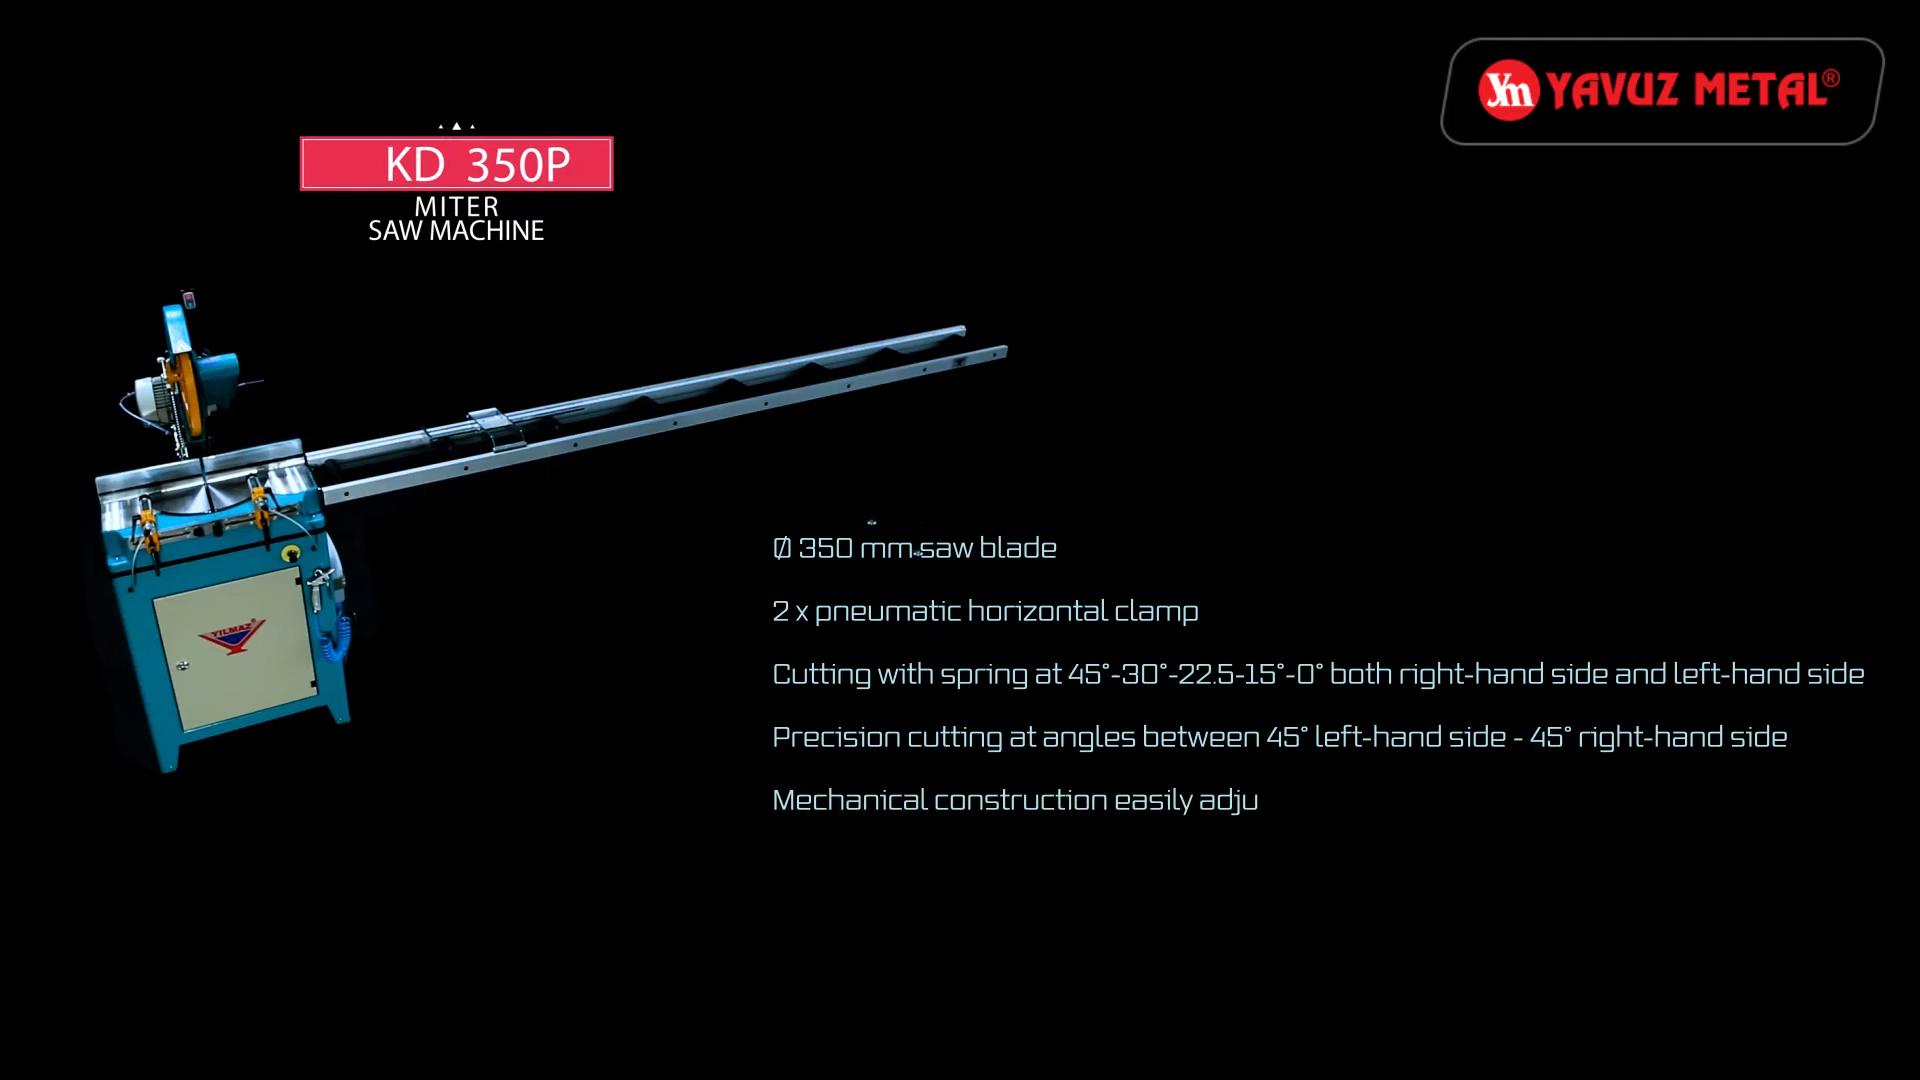 Ym YAVUZ METAL®
KD 350P
MITER
SAW MACHINE
YILMAZ®
Ø 350 mm saw blade
2 x pneumatic horizontal clamp
Cutting with spring at 45°-30°-22.5-15°-0° both right-hand side and left-hand side
Precision cutting at angles between 45° left-hand side - 45° right-hand side
Mechanical construction easily adju